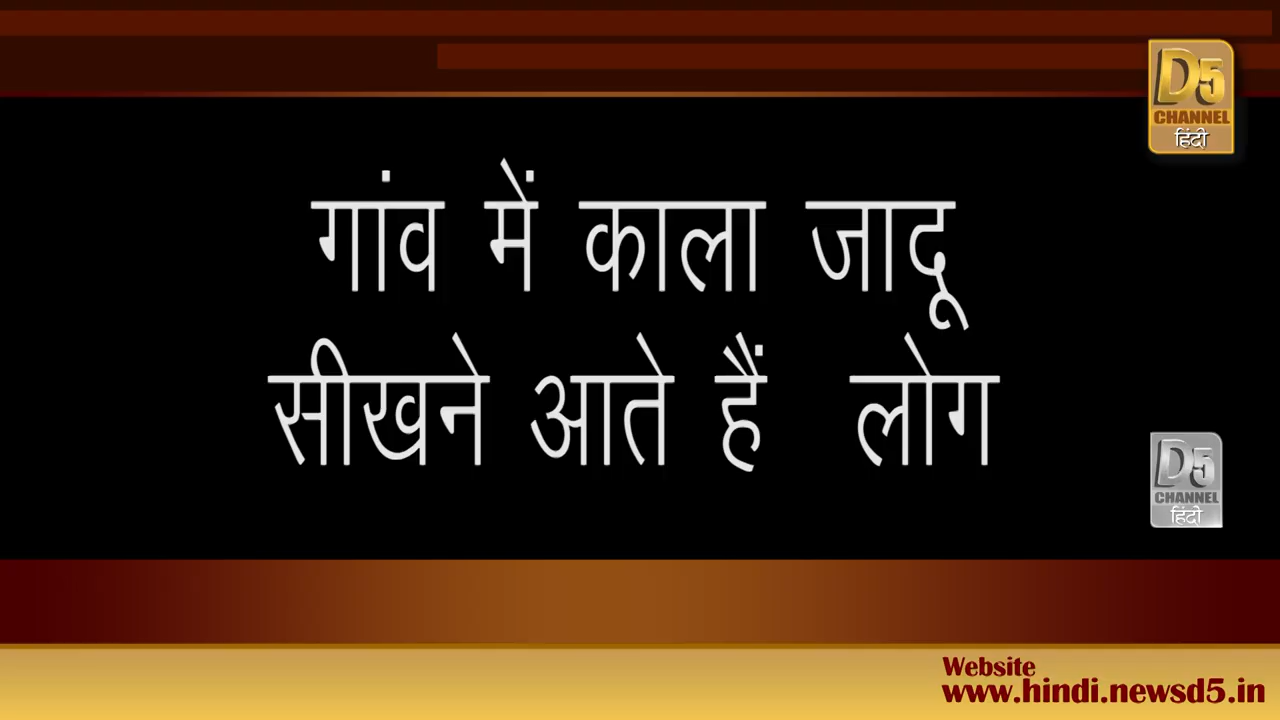 D5
CHANNEL
हिंदी
गांव में काला जादू
सीखने आते हैं लोग
D5
CHANNEL
हिंदी
Website
www.hindi.newsd5.in